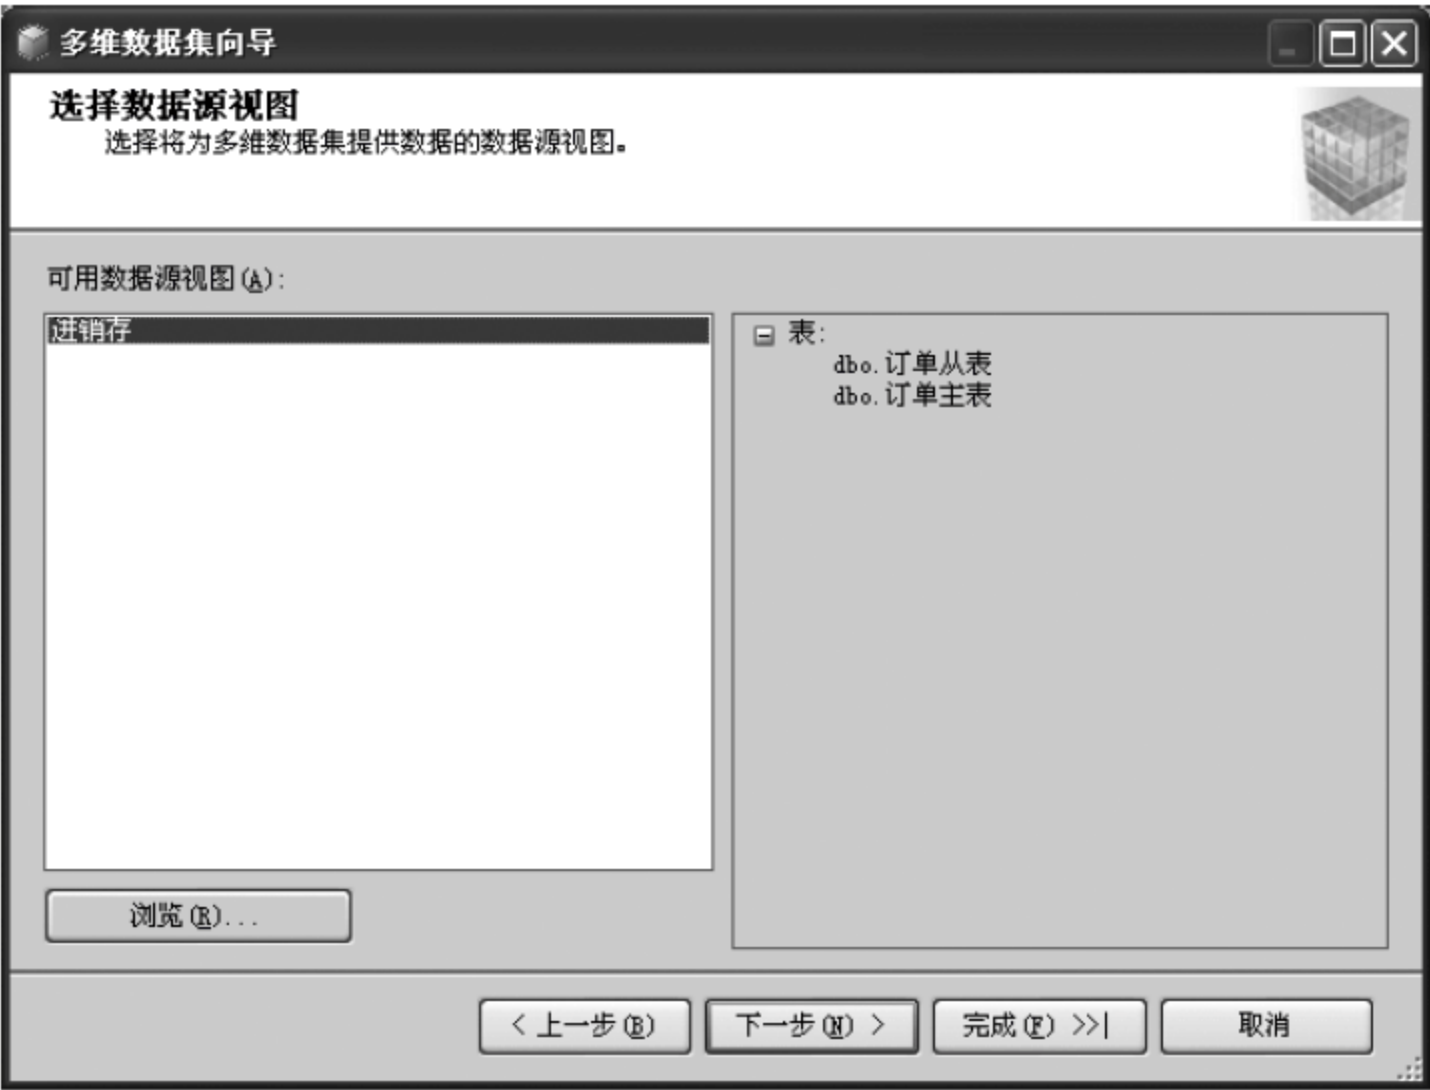 多维数据集向导
选择数据源视图
选择将为多维数据集提供数据的数据源视图。
可用数据源视图(A):
进销存
表:
dbo.订单从表
dbo.订单主表
浏览(R)...
< 上一步(B)
下一步(N) >
完成(F) >>|
取消